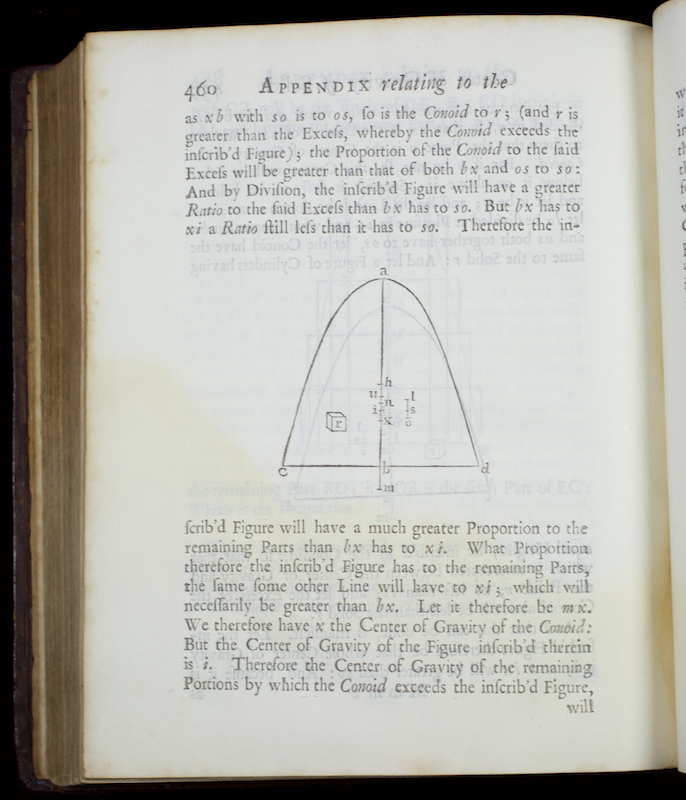 460 APPENDIX relating to the
as xb with so is to os, ſo is the Conoid to r; (and r is
greater than the Exceſs, whereby the Conoid exceeds the
inſcrib'd Figure); the Proportion of the Conoid to the ſaid
Exceſs will be greater than that of both bx and os to so:
And by Diviſion, the inſcrib'd Figure will have a greater
Ratio to the ſaid Exceſs than bx has to so. But bx has to
xi a Ratio ſtill leſs than it has to so. Therefore the in-
a
h
u
n
l
i
s
x
o
r
c
b
d
m
ſcrib'd Figure will have a much greater Proportion to the
remaining Parts than bx has to xi. What Proportion
therefore the inſcrib'd Figure has to the remaining Parts,
the ſame ſome other Line will have to xi; which will
neceſſarily be greater than bx. Let it therefore be mx.
We therefore have x the Center of Gravity of the Conoid:
But the Center of Gravity of the Figure inſcrib'd therein
is i. Therefore the Center of Gravity of the remaining
Portions by which the Conoid exceeds the inſcrib'd Figure,
will